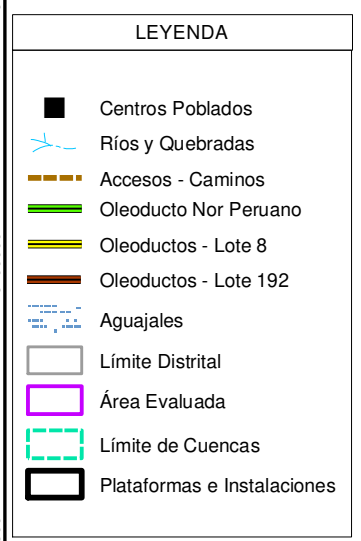 LEYENDA
Centros Poblados
Ríos y Quebradas
Accesos - Caminos
Oleoducto Nor Peruano
Oleoductos - Lote 8
Oleoductos - Lote 192
Aguajales
Límite Distrital
Área Evaluada
Límite de Cuencas
Plataformas e Instalaciones